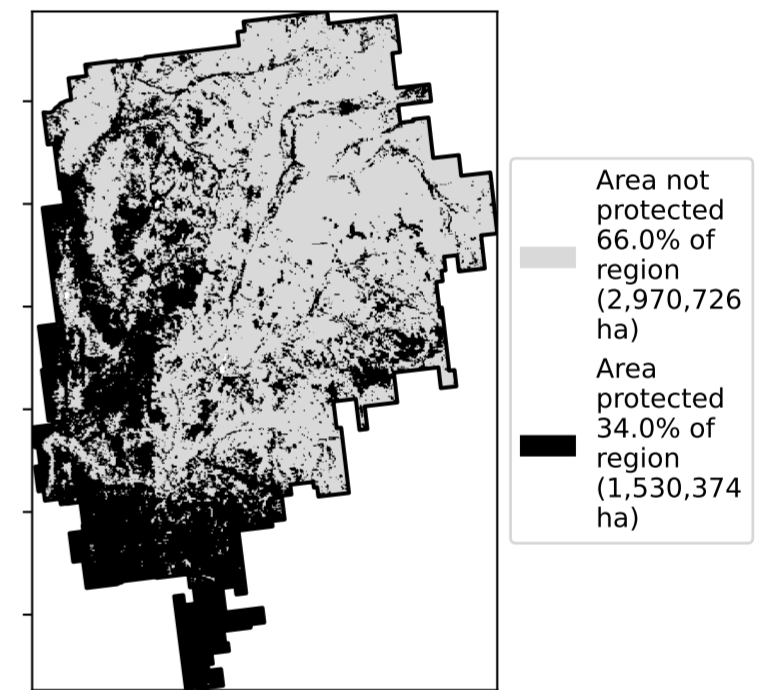 Area not
protected
66.0% of
region
(2,970,726
ha)
Area
protected
34.0% of
region
(1,530,374
ha)